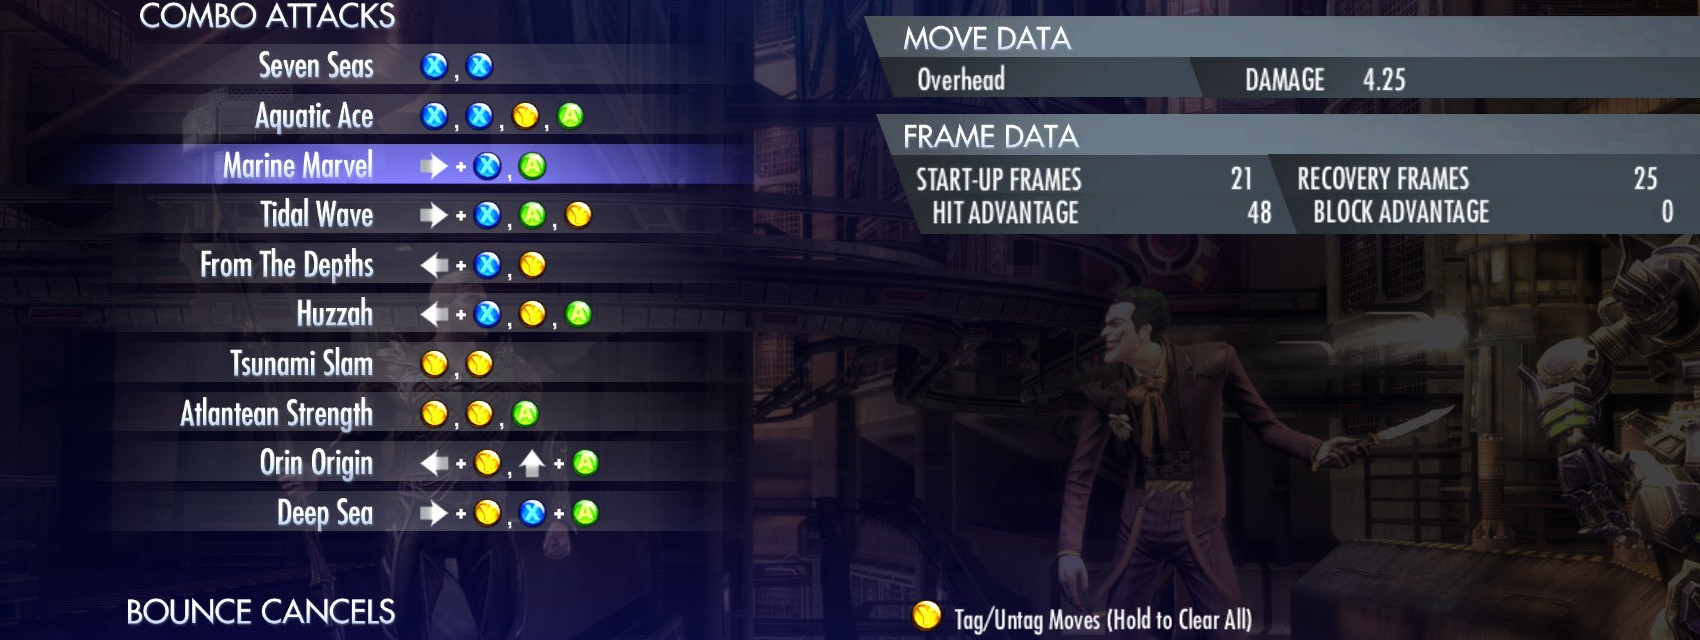 COMBO ATTACKS
Seven Seas X , X
Aquatic Ace X , X , Y , A
Marine Marvel + X , A
Tidal Wave + X , A , Y
From The Depths + X , Y
Huzzah + X , Y , A
Tsunami Slam Y , Y
Atlantean Strength Y , Y , A
Orin Origin + Y , + A
Deep Sea + Y , X + A
BOUNCE CANCELS
MOVE DATA
Overhead DAMAGE 4.25
FRAME DATA
START-UP FRAMES 21 RECOVERY FRAMES 25
HIT ADVANTAGE 48 BLOCK ADVANTAGE 0
Y Tag/Untag Moves (Hold to Clear All)